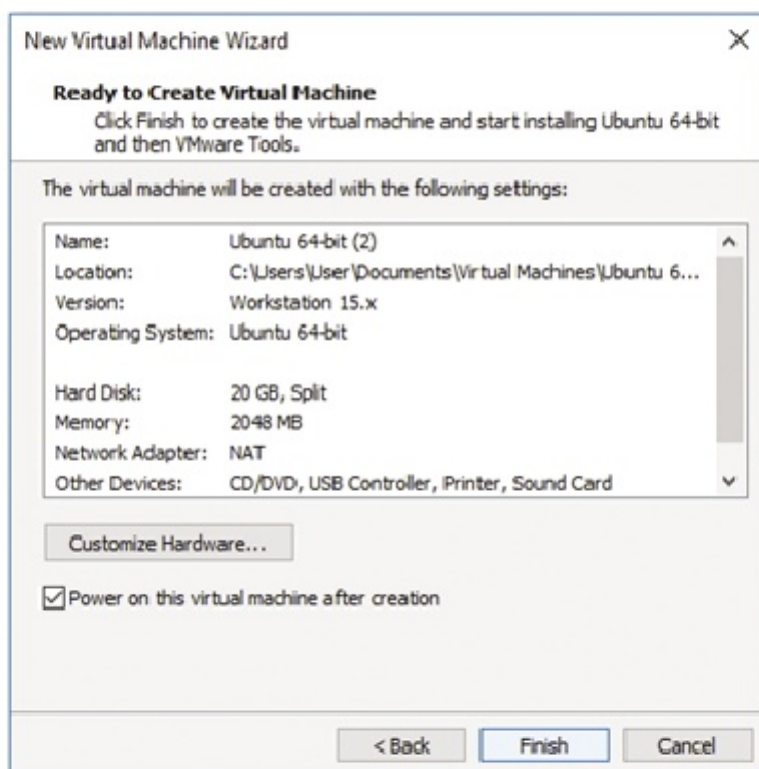 New Virtual Machine Wizard
Ready to Create Virtual Machine
Click Finish to create the virtual machine and start installing Ubuntu 64-bit
and then VMware Tools.
The virtual machine will be created with the following settings:
Name: Ubuntu 64-bit (2)
Location: C:\Users\User\Documents\Virtual Machines\Ubuntu 6...
Version: Workstation 15.x
Operating System: Ubuntu 64-bit
Hard Disk: 20 GB, Split
Memory: 2048 MB
Network Adapter: NAT
Other Devices: CD/DVD, USB Controller, Printer, Sound Card
Customize Hardware...
Power on this virtual machine after creation
< Back Finish Cancel